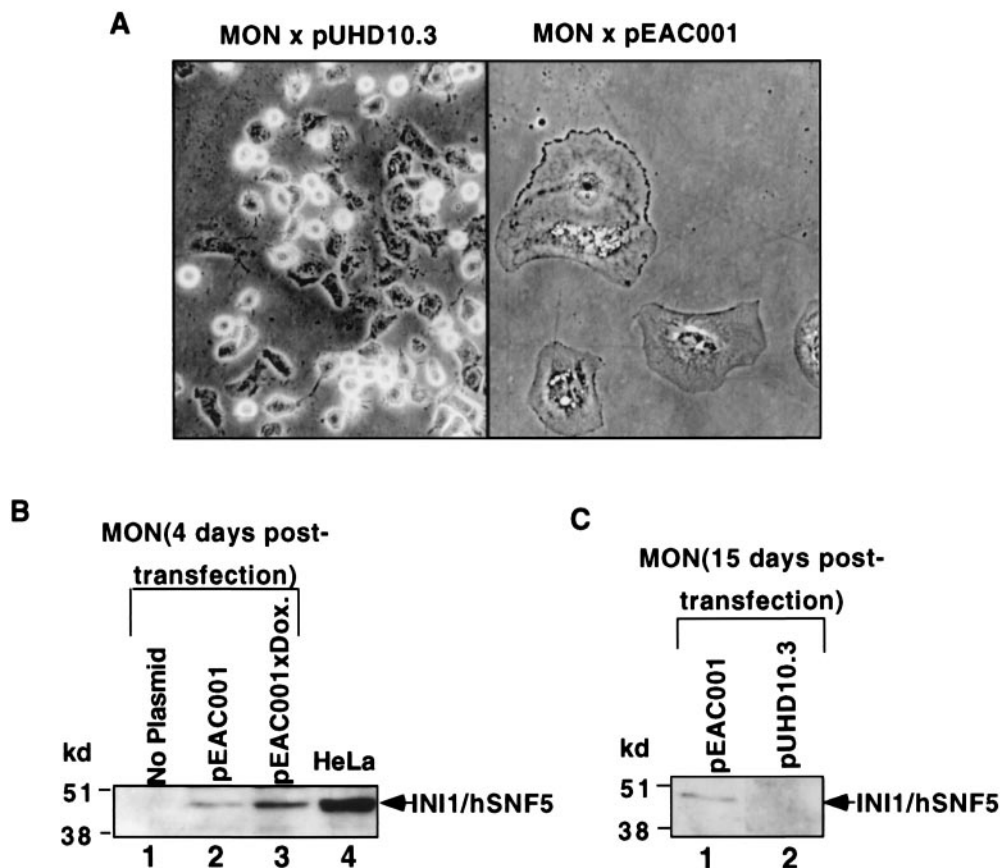 A
MON x pUHD10.3
MON x pEAC001
B
MON(4 days post-
transfection)
No Plasmid
pEAC001
pEAC001xDox.
HeLa
kd
51
38
INI1/hSNF5
1 2 3 4
C
MON(15 days post-
transfection)
pEAC001
pUHD10.3
kd
51
38
INI1/hSNF5
1 2